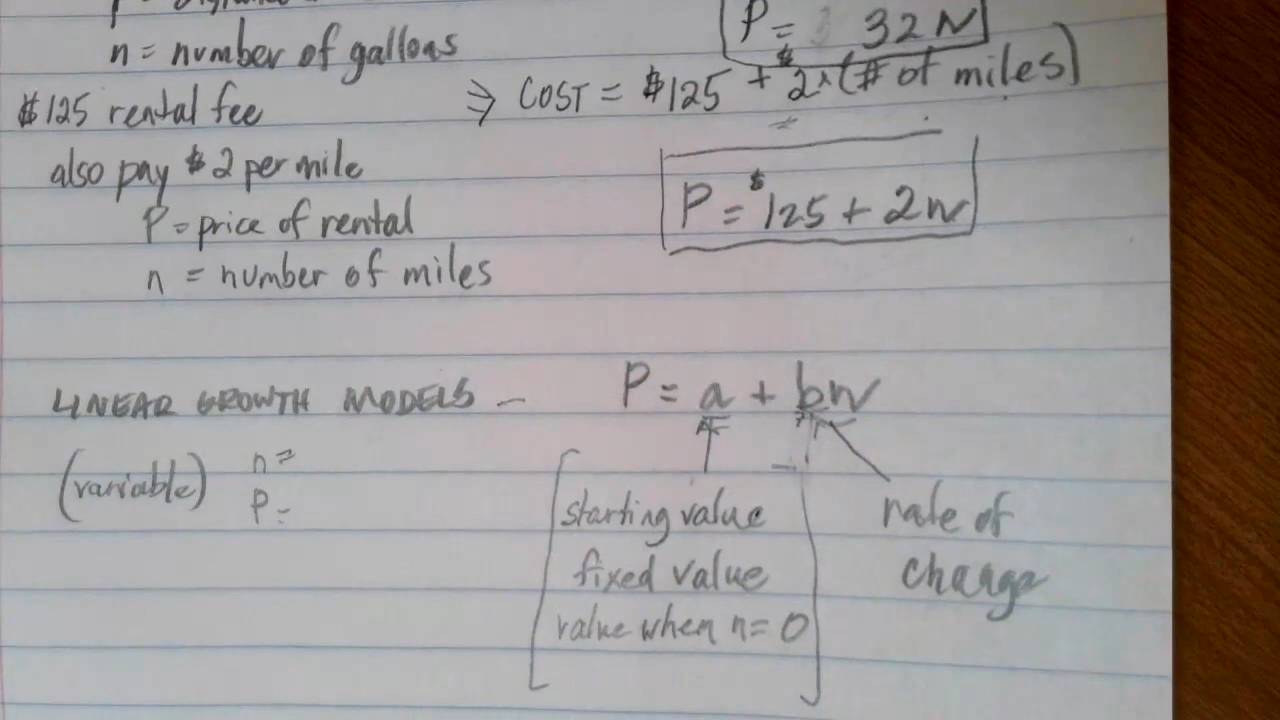 n = number of gallons
P = 32N
$125 rental fee
⇒ COST = $125 + $2 × (# of miles)
also pay $2 per mile
P = price of rental
P = $125 + 2N
n = number of miles
LINEAR GROWTH MODELS -
P = a + bN
(variable) n =
P =
starting value
fixed value
value when n = 0
rate of
change